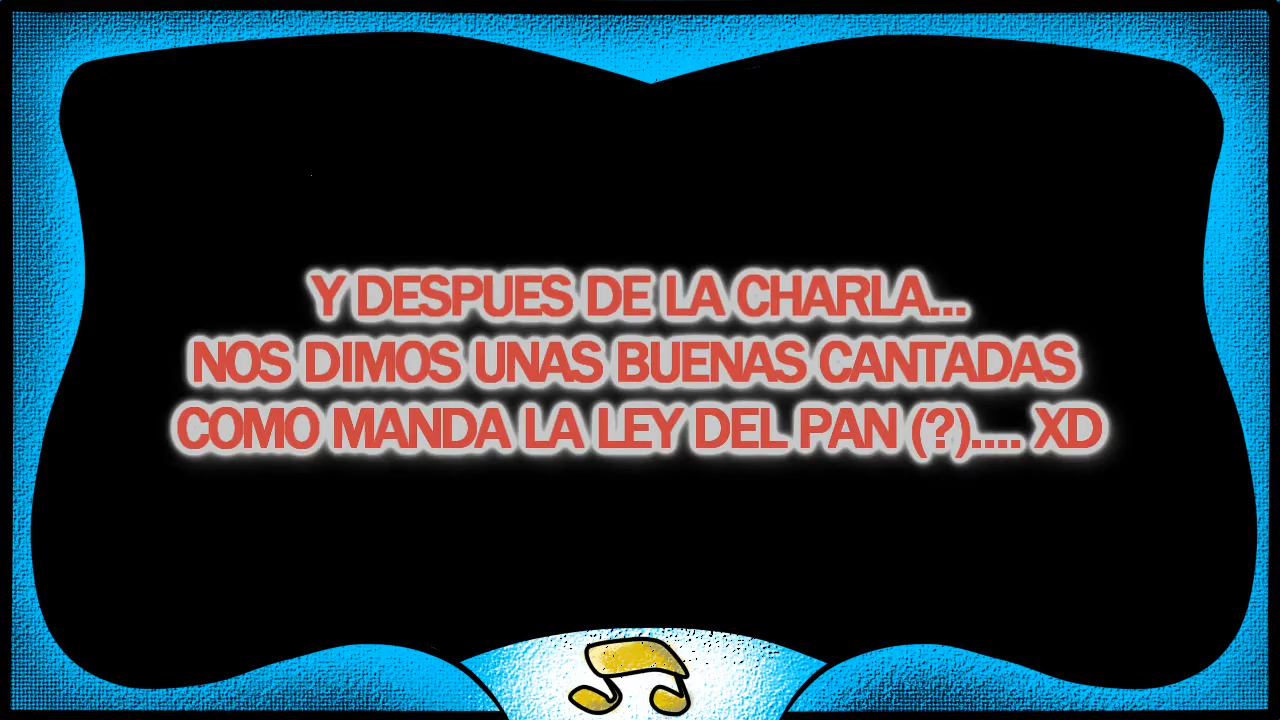 Y DESPUES DE LA CHARLA...
NOS DIMOS UNAS BUENAS CANTADAS
COMO MANDA LA LEY DEL PAN (?).... XD